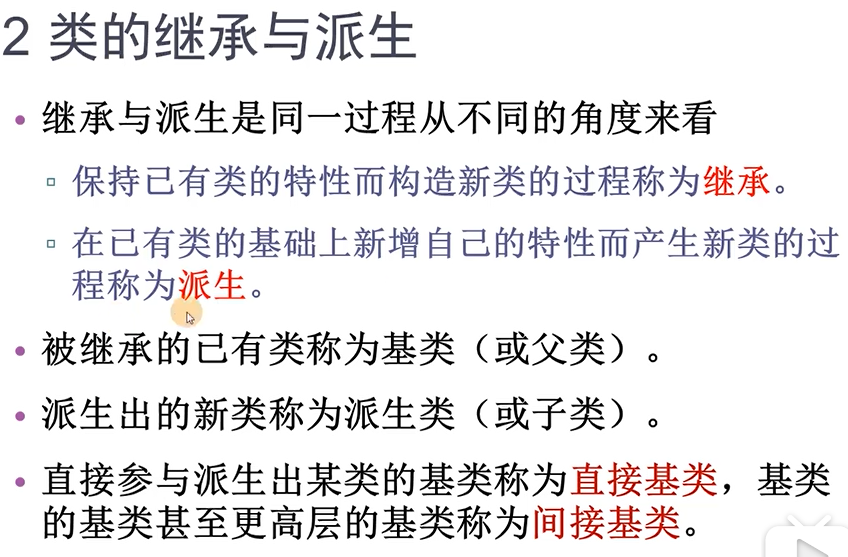 2 类的继承与派生
继承与派生是同一过程从不同的角度来看
保持已有类的特性而构造新类的过程称为继承。
在已有类的基础上新增自己的特性而产生新类的过
程称为派生。
被继承的已有类称为基类（或父类）。
派生出的新类称为派生类（或子类）。
直接参与派生出某类的基类称为直接基类，基类
的基类甚至更高层的基类称为间接基类。